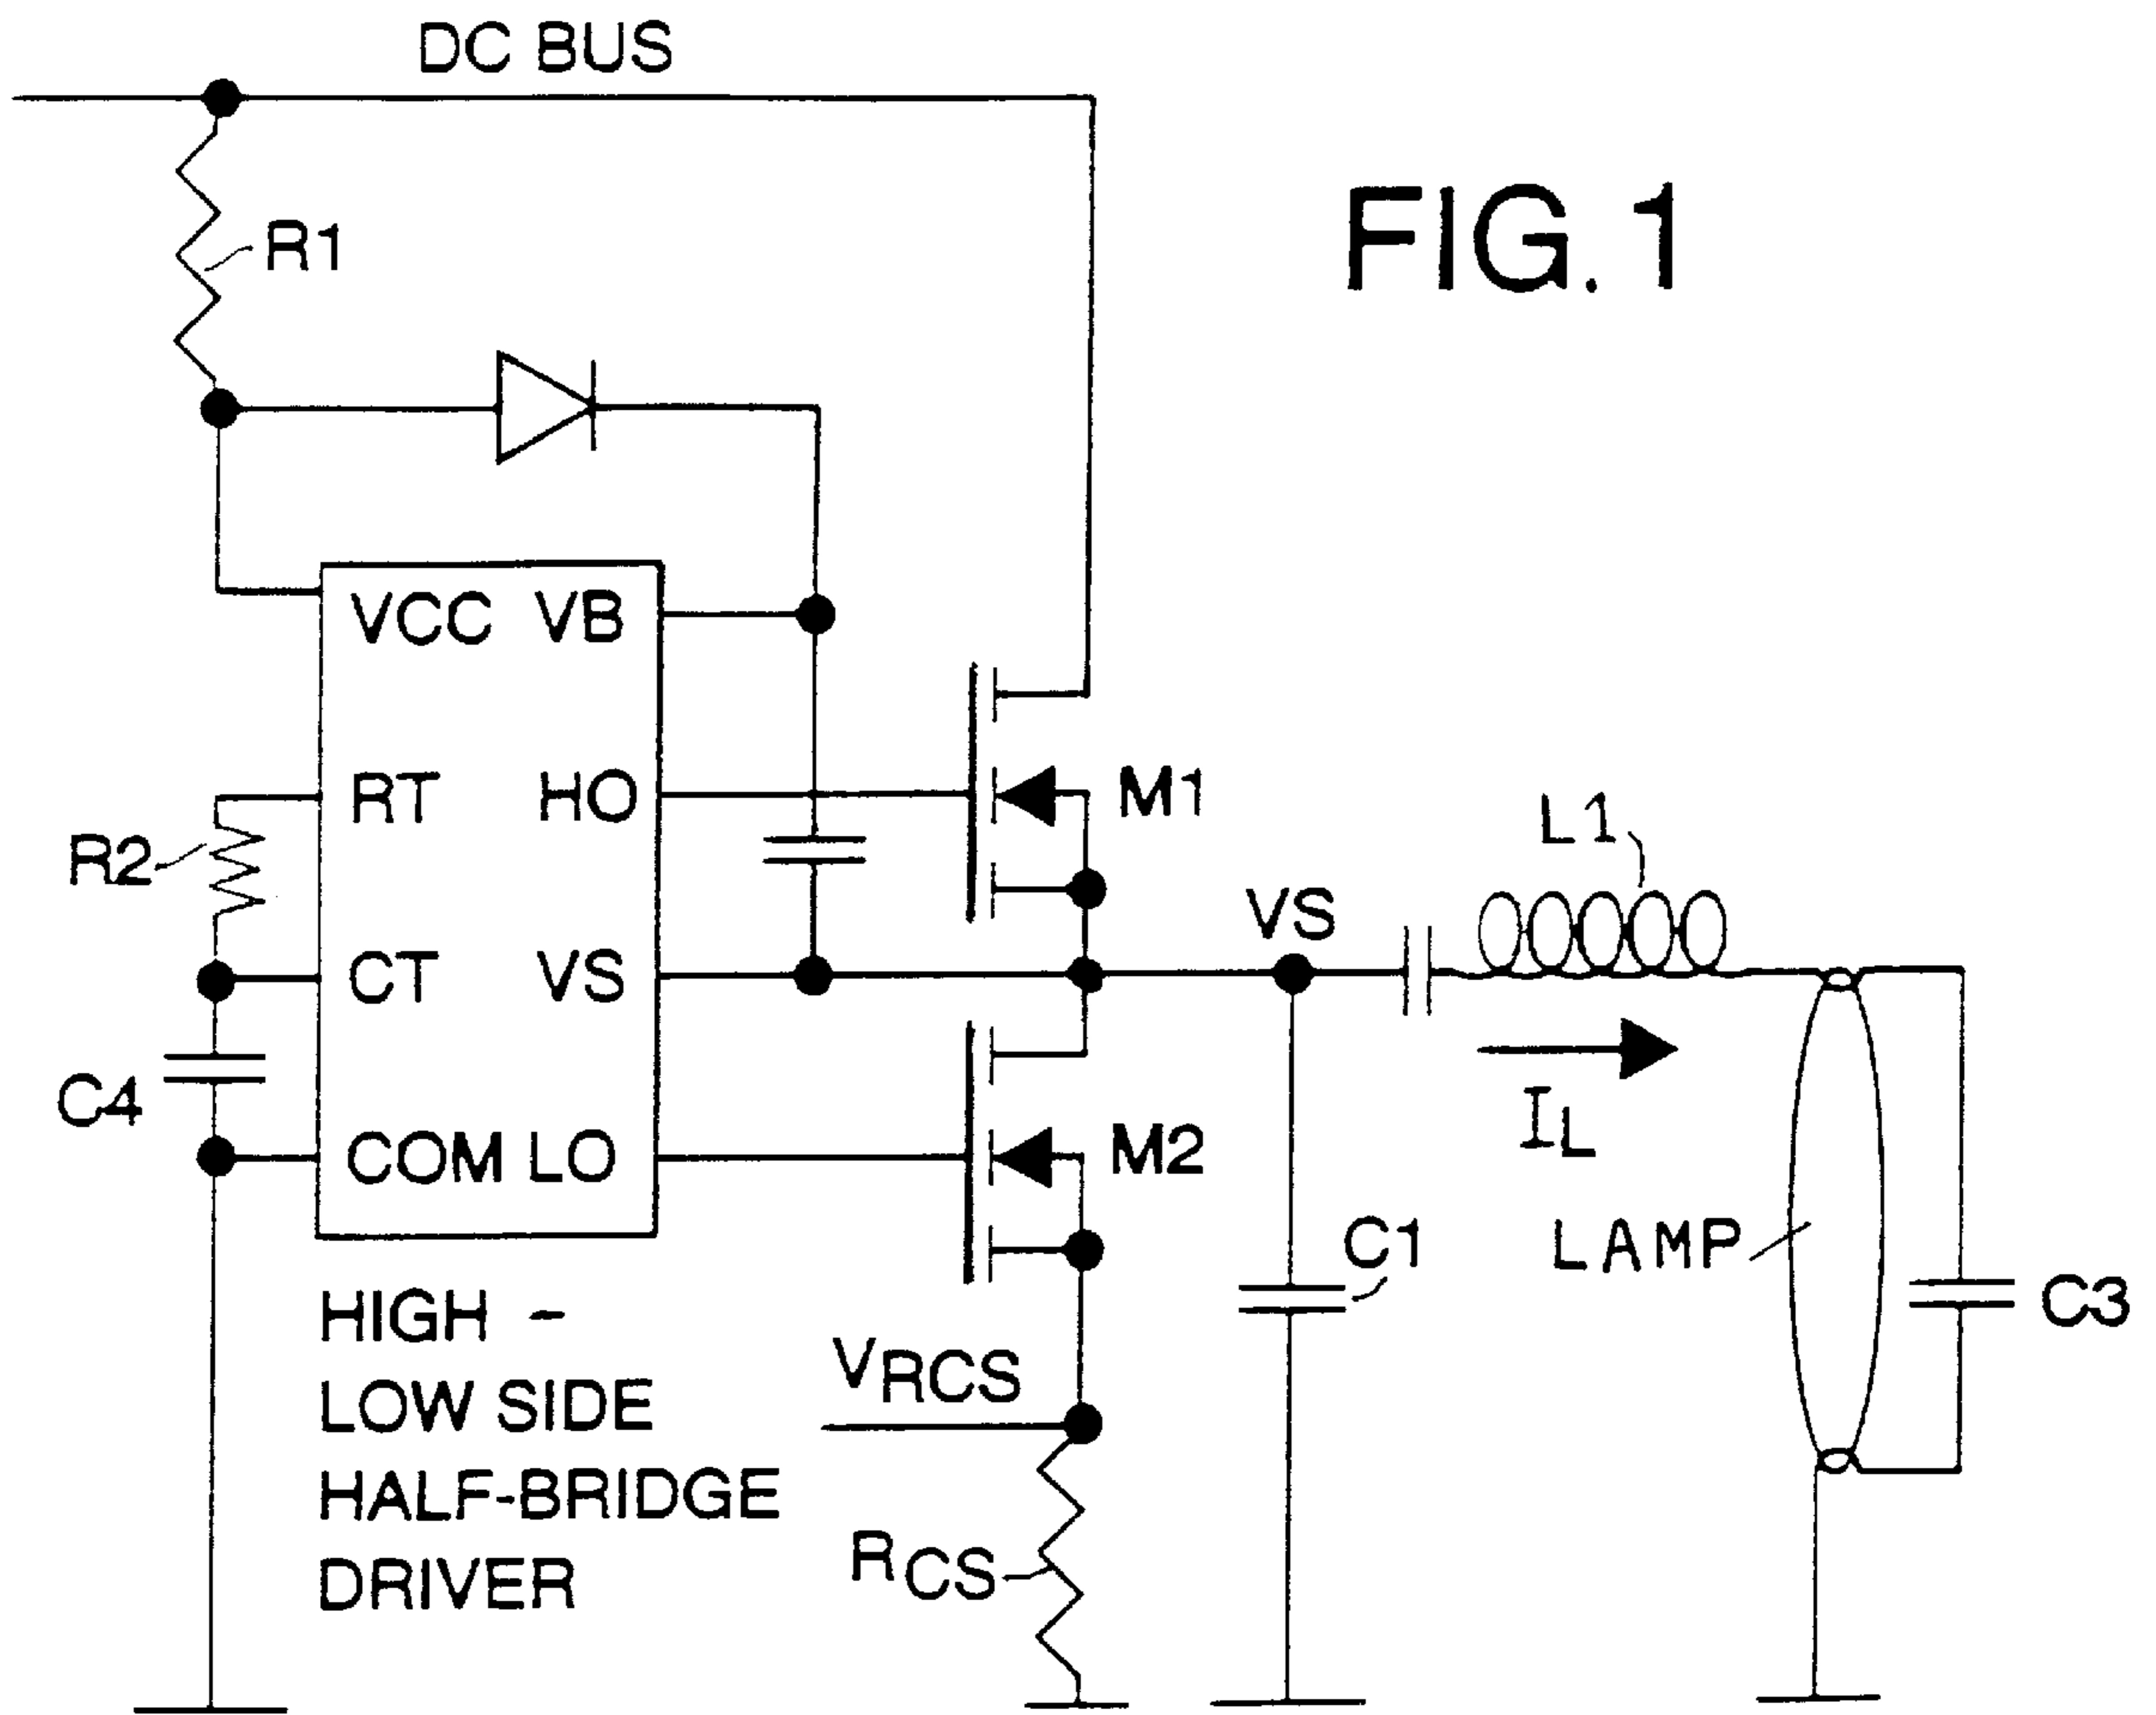 DC BUS
FIG. 1
R1
VCC VB
RT HO
M1
R2
L1
VS
CT VS
C4
IL
COM LO
M2
C1
LAMP
C3
HIGH -
LOW SIDE
HALF-BRIDGE
DRIVER
VRCS
RCS